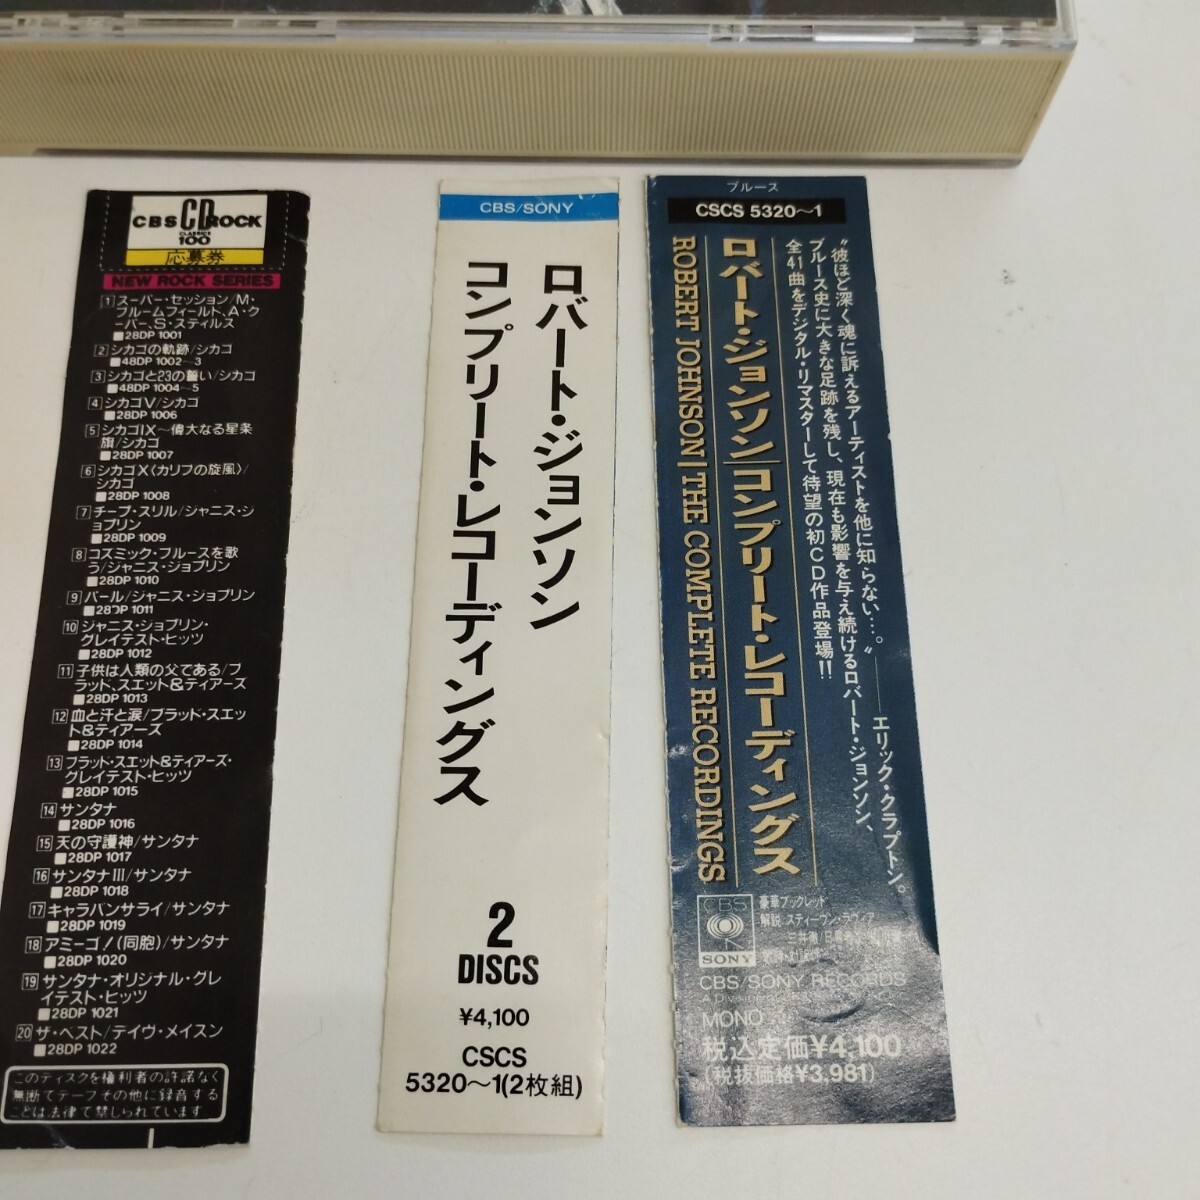 CBS CD ROCK
CLASSICS
100
応募券
NEW ROCK SERIES
1 スーパー・セッション/M・
ブルームフィールド、A・ク
ーパー、S・スティルス
■28DP 1001
2 シカゴの軌跡/シカゴ
■48DP 1002～3
3 シカゴと23の誓い/シカゴ
■48DP 1004～5
4 シカゴV/シカゴ
■28DP 1006
5 シカゴIX～偉大なる星条
旗/シカゴ
■28DP 1007
6 シカゴX〈カリブの旋風〉/
シカゴ
■28DP 1008
7 チープ・スリル/ジャニス・ジ
ョプリン
■28DP 1009
8 コズミック・ブルースを歌
う/ジャニス・ジョプリン
■28DP 1010
9 パール/ジャニス・ジョプリン
■28DP 1011
10 ジャニス・ジョプリン・
グレイテスト・ヒッツ
■28DP 1012
11 子供は人類の父である/ブ
ラッド、スエット&ティアーズ
■28DP 1013
12 血と汗と涙/ブラッド・スエッ
ト&ティアーズ
■28DP 1014
13 ブラッド・スエット&ティアーズ・
グレイテスト・ヒッツ
■28DP 1015
14 サンタナ
■28DP 1016
15 天の守護神/サンタナ
■28DP 1017
16 サンタナIII/サンタナ
■28DP 1018
17 キャラバンサライ/サンタナ
■28DP 1019
18 アミーゴ!(同胞)/サンタナ
■28DP 1020
19 サンタナ・オリジナル・グレ
イテスト・ヒッツ
■28DP 1021
20 ザ・ベスト/デイヴ・メイスン
■28DP 1022
このディスクを権利者の許諾なく
無断でテープその他に録音する
ことは法律で禁じられています
CBS/SONY
ロバート・ジョンソン
コンプリート・レコーディングス
2
DISCS
¥4,100
CSCS
5320～1(2枚組)
ブルース
CSCS 5320～1
“彼ほど深く魂に訴えるアーティストを他に知らない…。”──エリック・クラプトン。
ブルース史に大きな足跡を残し、現在も影響を与え続けるロバート・ジョンソン、
全41曲をデジタル・リマスターして待望の初CD作品登場!!
ロバート・ジョンソン|コンプリート・レコーディングス
ROBERT JOHNSON|THE COMPLETE RECORDINGS
CBS
SONY
豪華ブックレット
解説:スティーヴン・ラヴィア
CBS/SONY RECORDS
MONO
税込定価¥4,100
(税抜価格¥3,981)